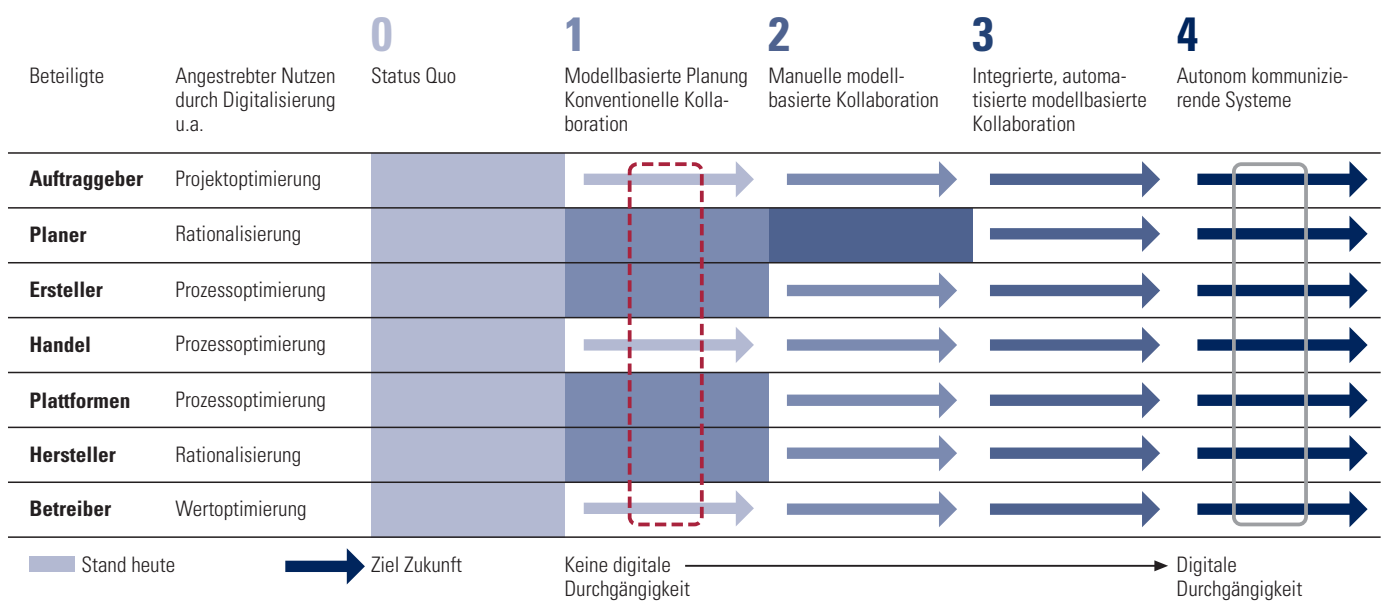 0
1
2
3
4
Beteiligte
Angestrebter Nutzen
durch Digitalisierung
u.a.
Status Quo
Modellbasierte Planung
Konventionelle Kolla-
boration
Manuelle modell-
basierte Kollaboration
Integrierte, automa-
tisierte modellbasierte
Kollaboration
Autonom kommunizie-
rende Systeme
Auftraggeber Projektoptimierung
Planer Rationalisierung
Ersteller Prozessoptimierung
Handel Prozessoptimierung
Plattformen Prozessoptimierung
Hersteller Rationalisierung
Betreiber Wertoptimierung
Stand heute
Ziel Zukunft
Keine digitale
Durchgängigkeit
Digitale
Durchgängigkeit